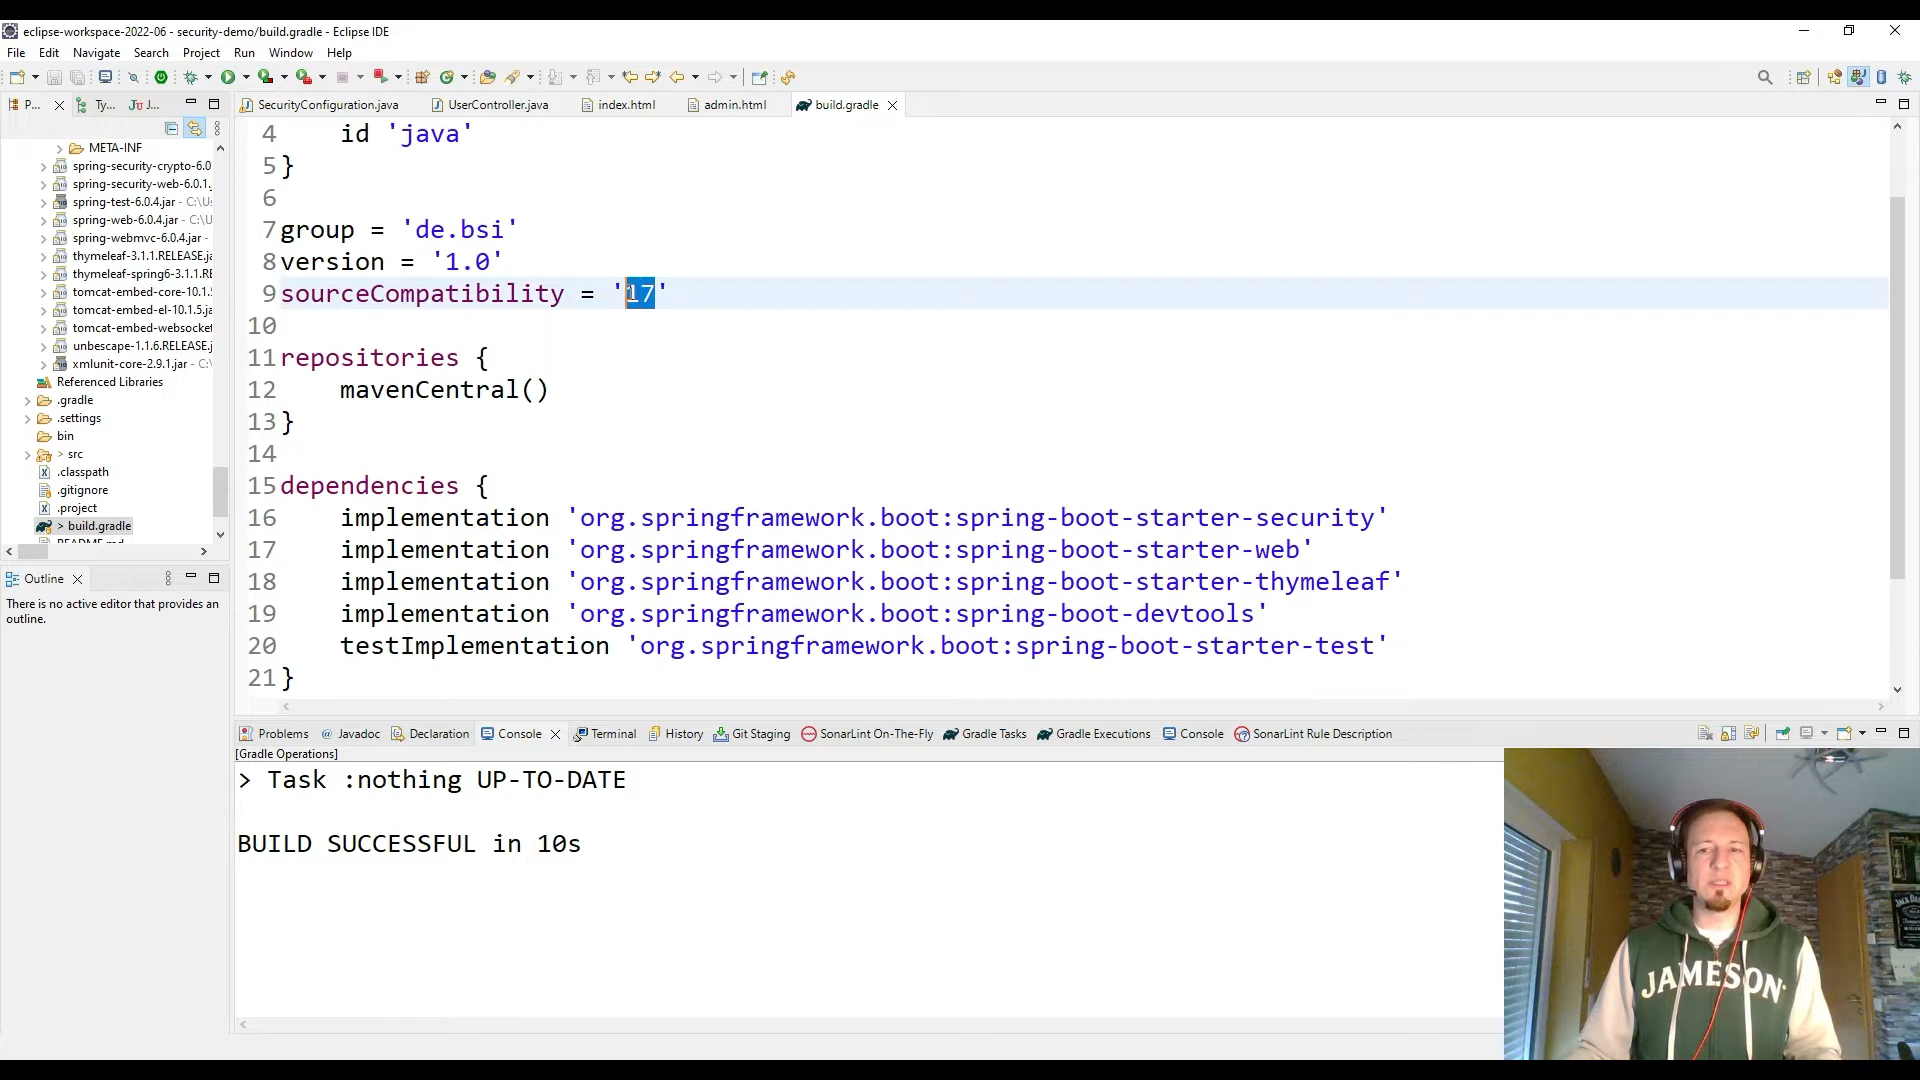 eclipse-workspace-2022-06 - security-demo/build.gradle - Eclipse IDE
File Edit Navigate Search Project Run Window Help
P... Ty... J... SecurityConfiguration.java UserController.java index.html admin.html build.gradle
META-INF
spring-security-crypto-6.0
spring-security-web-6.0.1.
spring-test-6.0.4.jar - C:\Us
spring-web-6.0.4.jar - C:\U
spring-webmvc-6.0.4.jar -
thymeleaf-3.1.1.RELEASE.ja
thymeleaf-spring6-3.1.1.RE
tomcat-embed-core-10.1.5
tomcat-embed-el-10.1.5.ja
tomcat-embed-websocket
unbescape-1.1.6.RELEASE.j
xmlunit-core-2.9.1.jar - C:\
Referenced Libraries
.gradle
.settings
bin
> src
.classpath
.gitignore
.project
> build.gradle
README.md
Outline
There is no active editor that provides an
outline.
4 id 'java'
5 }
6
7 group = 'de.bsi'
8 version = '1.0'
9 sourceCompatibility = '17'
10
11 repositories {
12 mavenCentral()
13 }
14
15 dependencies {
16 implementation 'org.springframework.boot:spring-boot-starter-security'
17 implementation 'org.springframework.boot:spring-boot-starter-web'
18 implementation 'org.springframework.boot:spring-boot-starter-thymeleaf'
19 implementation 'org.springframework.boot:spring-boot-devtools'
20 testImplementation 'org.springframework.boot:spring-boot-starter-test'
21 }
Problems @ Javadoc Declaration Console Terminal History Git Staging SonarLint On-The-Fly Gradle Tasks Gradle Executions Console SonarLint Rule Description
[Gradle Operations]
> Task :nothing UP-TO-DATE
BUILD SUCCESSFUL in 10s
JAMESON